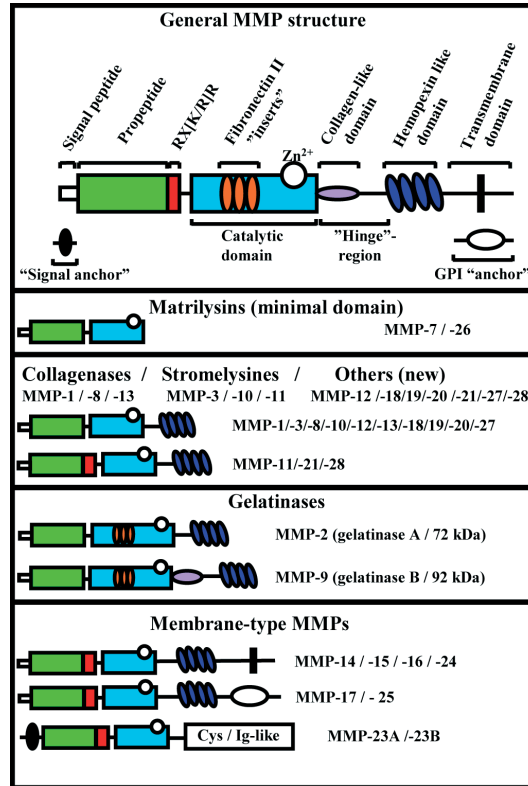 General MMP structure
Signal peptide
Propeptide
RX[K/R]R
Fibronectin II
"inserts"
Collagen-like
domain
Hemopexin like
domain
Transmembrane
domain
Zn2+
"Signal anchor"
Catalytic
domain
"Hinge"-
region
GPI "anchor"
Matrilysins (minimal domain)
MMP-7 / -26
Collagenases / Stromelysines / Others (new)
MMP-1 / -8 / -13 MMP-3 / -10 / -11 MMP-12 /-18/19/-20 /-21/-27/-28
MMP-1/-3/-8/-10/-12/-13/-18/19/-20/-27
MMP-11/-21/-28
Gelatinases
MMP-2 (gelatinase A / 72 kDa)
MMP-9 (gelatinase B / 92 kDa)
Membrane-type MMPs
MMP-14 / -15 / -16 / -24
MMP-17 / - 25
Cys / Ig-like MMP-23A /-23B